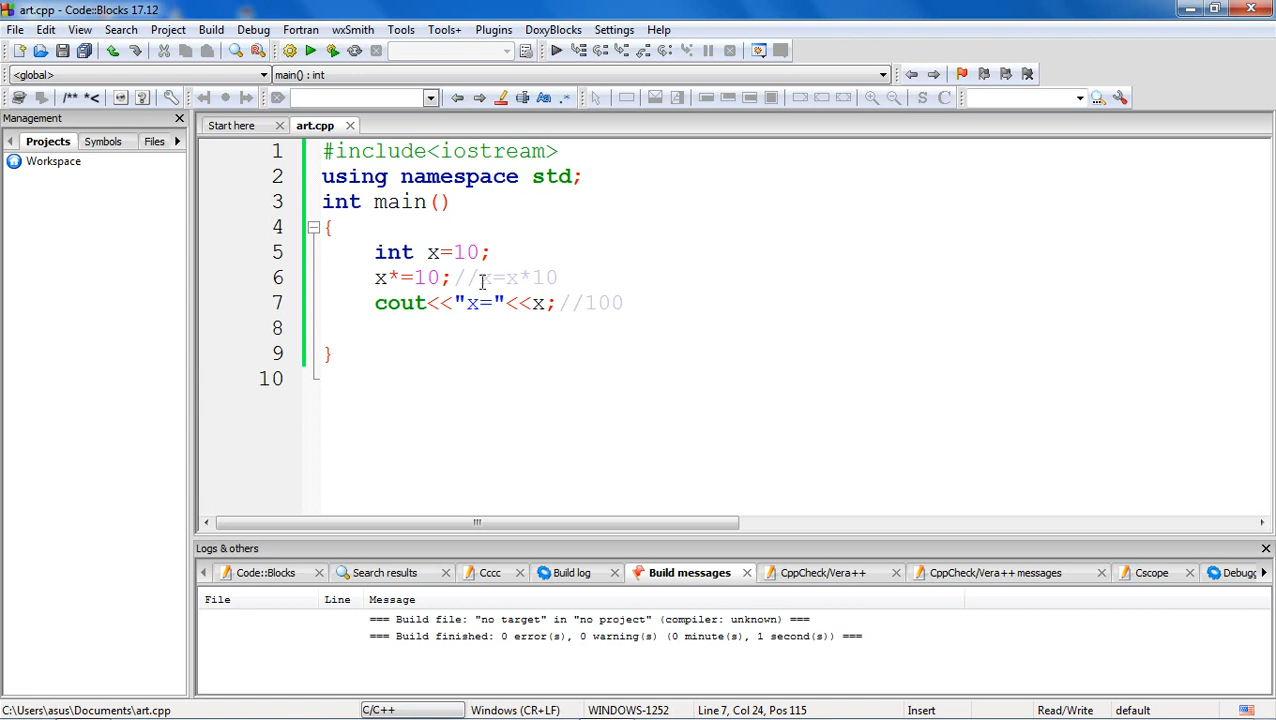 art.cpp - Code::Blocks 17.12
File Edit View Search Project Build Debug Fortran wxSmith Tools Tools+ Plugins DoxyBlocks Settings Help
<global> main() : int
/** *<
Aa .*
S C
Management
Projects Symbols Files
Workspace
Start here art.cpp
1 #include<iostream>
2 using namespace std;
3 int main()
4 {
5 int x=10;
6 x*=10;//x=x*10
7 cout<<"x="<<x;//100
8
9 }
10
Logs & others
Code::Blocks Search results Cccc Build log Build messages CppCheck/Vera++ CppCheck/Vera++ messages Cscope Debugg
File Line Message
=== Build file: "no target" in "no project" (compiler: unknown) ===
=== Build finished: 0 error(s), 0 warning(s) (0 minute(s), 1 second(s)) ===
C:\Users\asus\Documents\art.cpp C/C++ Windows (CR+LF) WINDOWS-1252 Line 7, Col 24, Pos 115 Insert Read/Write default